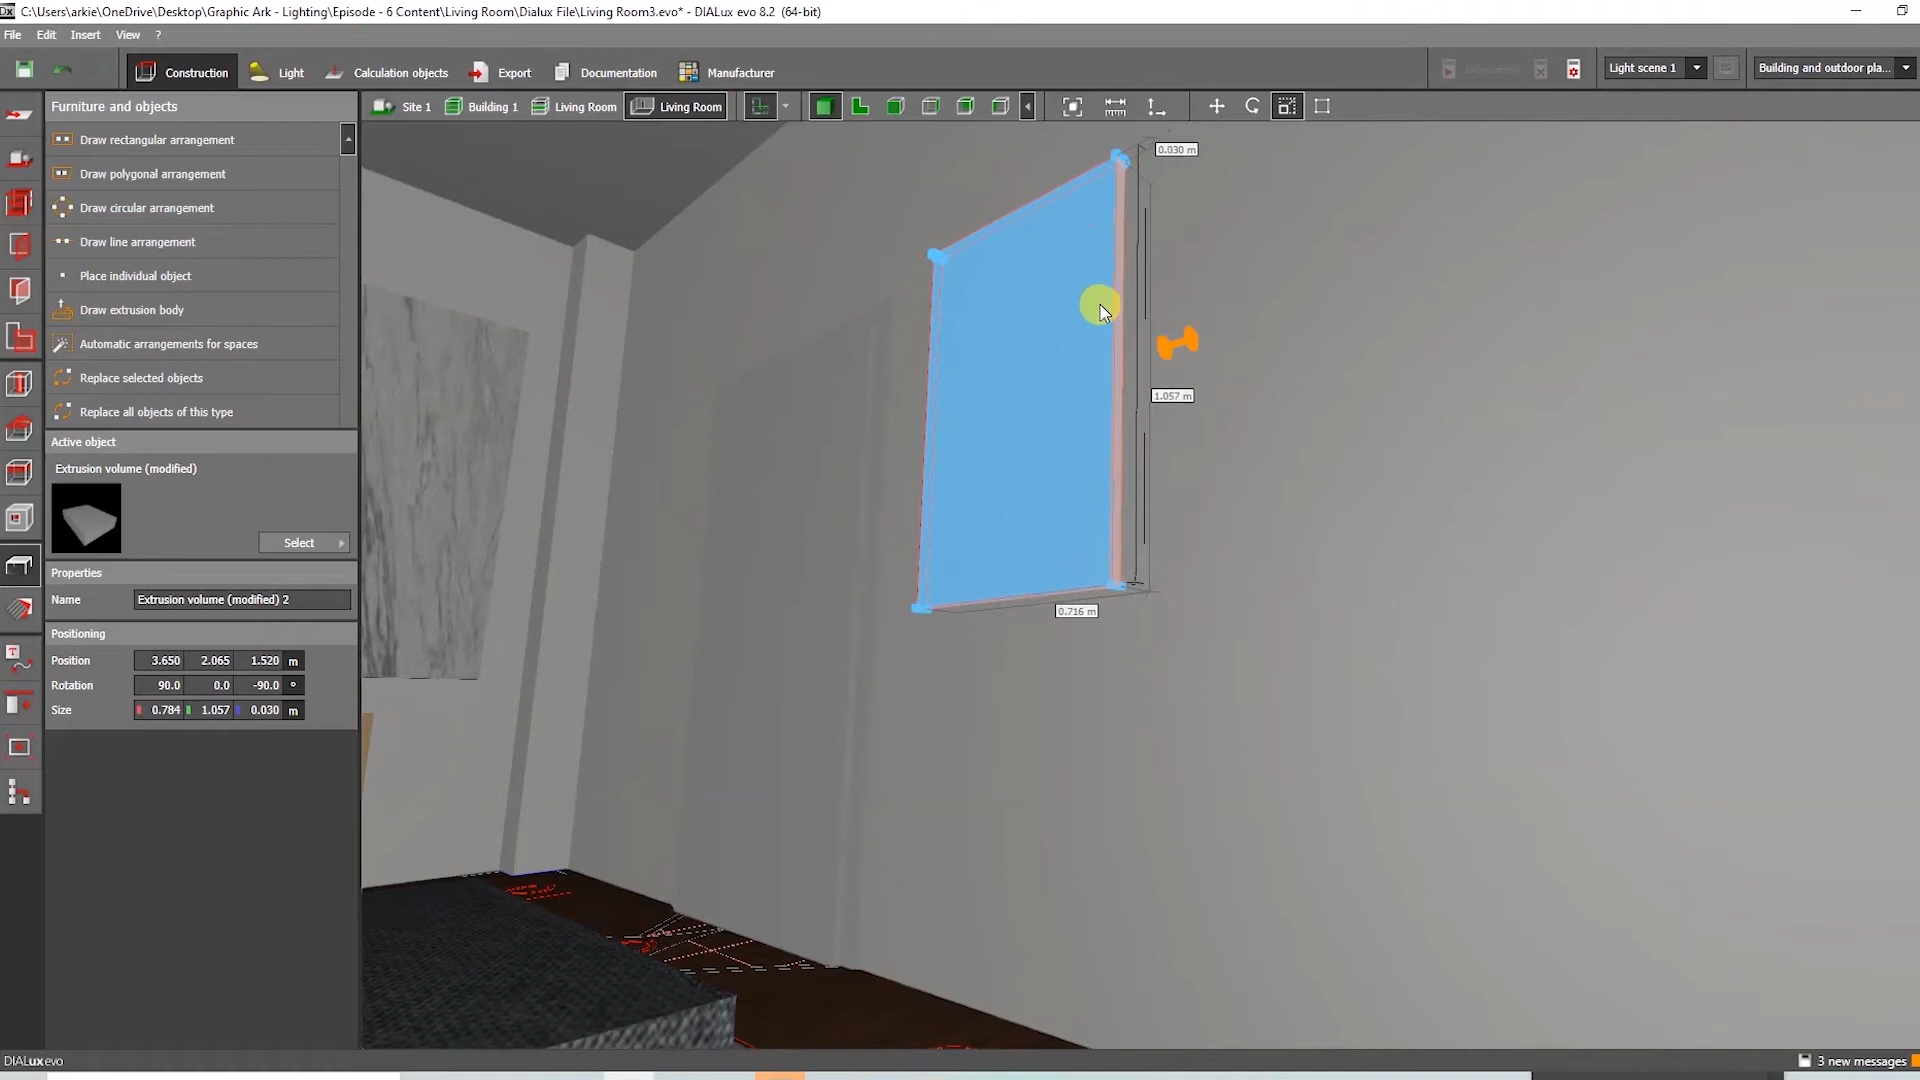 C:\Users\arkie\OneDrive\Desktop\Graphic Ark - Lighting\Episode - 6 Content\Living Room\Dialux File\Living Room3.evo* - DIALux evo 8.2 (64-bit)
File Edit Insert View ?
Construction Light Calculation objects Export Documentation Manufacturer Light scene 1 Building and outdoor pla...
Furniture and objects Site 1 Building 1 Living Room Living Room
Draw rectangular arrangement
Draw polygonal arrangement
Draw circular arrangement
Draw line arrangement
Place individual object
Draw extrusion body
Automatic arrangements for spaces
Replace selected objects
Replace all objects of this type
Active object
Extrusion volume (modified)
Select
Properties
Name Extrusion volume (modified) 2
Positioning
Position 3.650 2.065 1.520 m
Rotation 90.0 0.0 -90.0 °
Size 0.784 1.057 0.030 m
0.030 m
1.057 m
0.716 m
DIALux evo 3 new messages